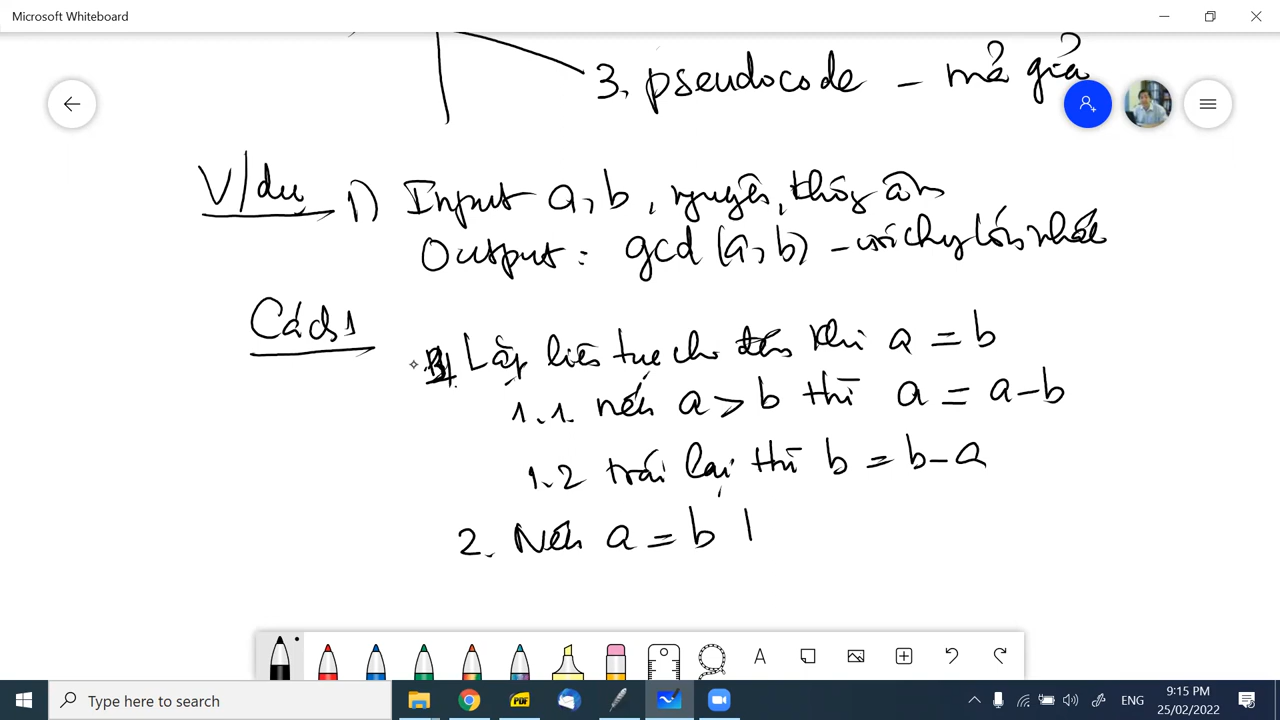 Microsoft Whiteboard
3. pseudocode – mả giả
V/dụ 1) Input a, b, nguyên, không âm
Output: gcd (a, b) – ước chung lớn nhất
Cách 1
Lặp liên tục cho đến khi a = b
1.1. nếu a > b thì a = a - b
1.2 trái lại thì b = b - a
2. Nếu a = b
Type here to search
PDF
ENG
9:15 PM
25/02/2022